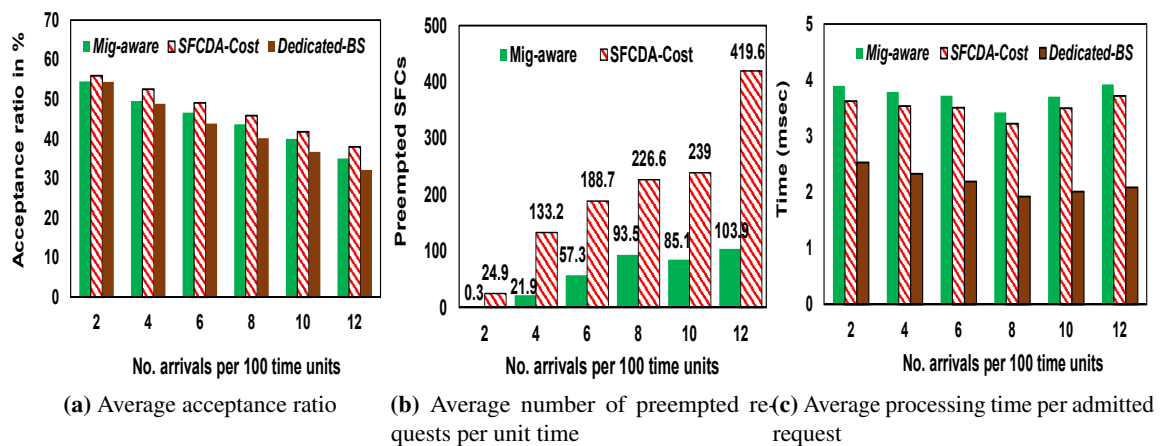 Acceptance ratio in %
70
60
50
40
30
20
10
0
Mig-aware SFCDA-Cost Dedicated-BS
2 4 6 8 10 12
No. arrivals per 100 time units
(a) Average acceptance ratio
Preempted SFCs
500
400
300
200
100
0
Mig-aware SFCDA-Cost
0.3 24.9 21.9 133.2 57.3 188.7 93.5 226.6 85.1 239 103.9 419.6
2 4 6 8 10 12
No. arrivals per 100 time units
(b) Average number of preempted re-
quests per unit time
Time (msec)
5
4
3
2
1
0
Mig-aware SFCDA-Cost Dedicated-BS
2 4 6 8 10 12
No. arrivals per 100 time units
(c) Average processing time per admitted
request